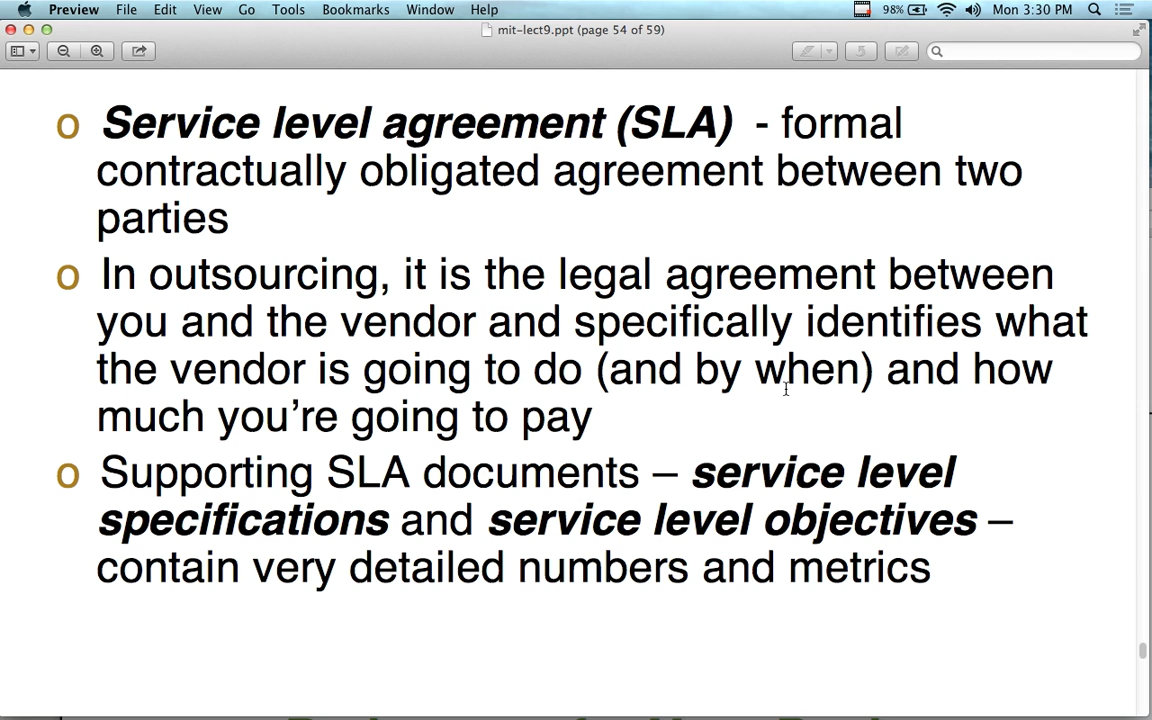 Preview File Edit View Go Tools Bookmarks Window Help 98% Mon 3:30 PM
mit-lect9.ppt (page 54 of 59)
o Service level agreement (SLA) - formal
contractually obligated agreement between two
parties
o In outsourcing, it is the legal agreement between
you and the vendor and specifically identifies what
the vendor is going to do (and by when) and how
much you’re going to pay
o Supporting SLA documents – service level
specifications and service level objectives –
contain very detailed numbers and metrics